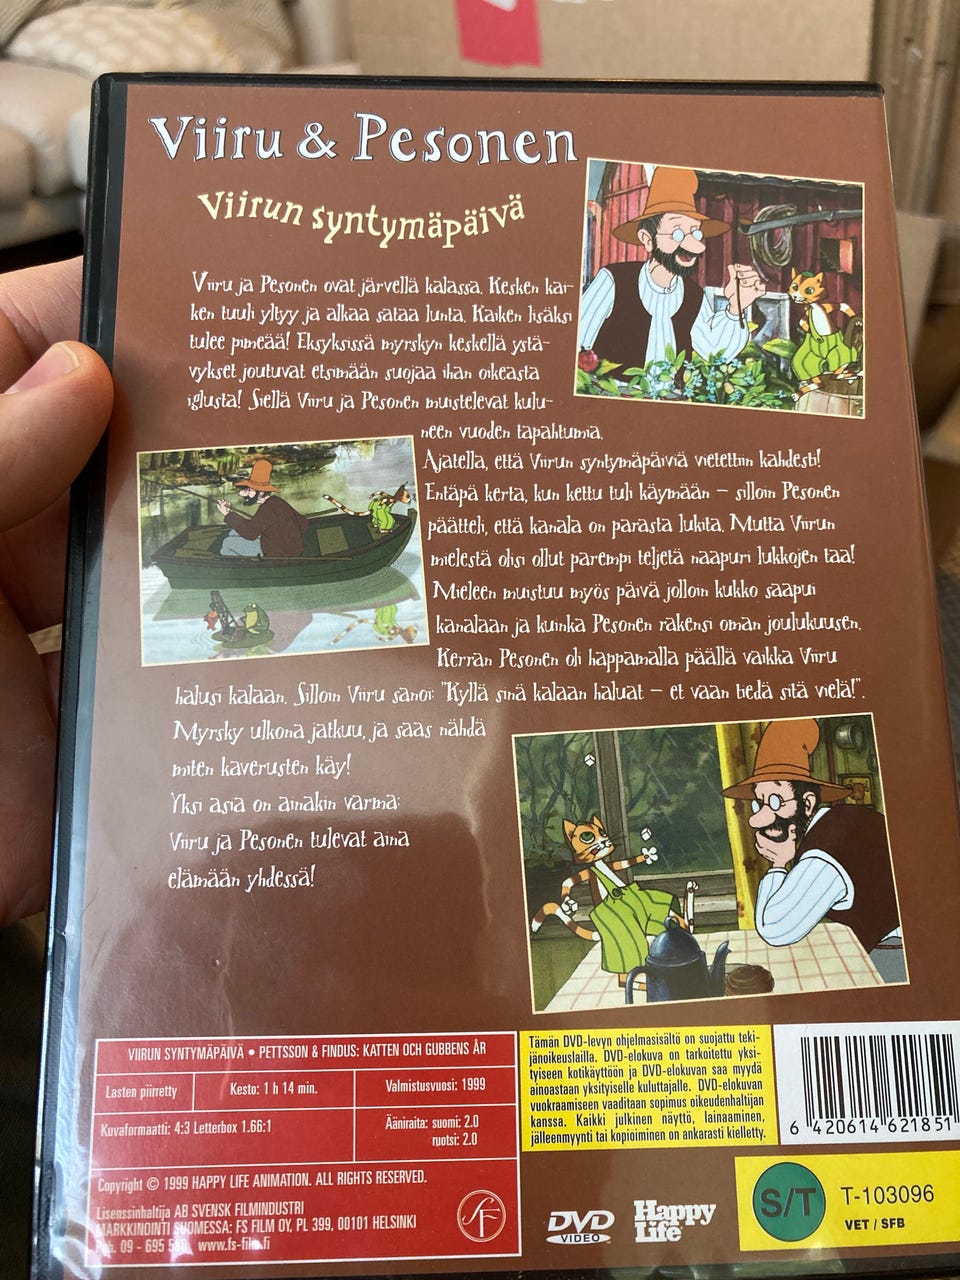 Viiru & Pesonen
Viirun syntymäpäivä
Viiru ja Pesonen ovat järvellä kalassa. Kesken kai-
ken tuuli yltyy ja alkaa sataa lunta. Kaiken lisäksi
tulee pimeää! Eksyksissä myrskyn keskellä ystä-
vykset joutuvat etsimään suojaa ihan oikeasta
iglusta! Siellä Viiru ja Pesonen muistelevat kulu-
neen vuoden tapahtumia.
Ajatella, että Viirun syntymäpäiviä vietettiin kahdesti!
Entäpä kerta, kun kettu tuli käymään – silloin Pesonen
päätteli, että kanala on parasta lukita. Mutta Viirun
mielestä olisi ollut parempi teljetä naapuri lukkojen taa!
Mieleen muistuu myös päivä jolloin kukko saapui
kanalaan ja kuinka Pesonen rakensi oman joulukuusen.
Kerran Pesonen oli happamalla päällä vaikka Viiru
halusi kalaan. Silloin Viiru sanoi: "Kyllä sinä kalaan haluat – et vaan tiedä sitä vielä!".
Myrsky ulkona jatkuu, ja saas nähdä
miten kaverusten käy!
Yksi asia on ainakin varma:
Viiru ja Pesonen tulevat aina
elämään yhdessä!
VIIRUN SYNTYMÄPÄIVÄ • PETTSSON & FINDUS: KATTEN OCH GUBBENS ÅR
Lasten piirretty
Kesto: 1 h 14 min.
Valmistusvuosi: 1999
Kuvaformaatti: 4:3 Letterbox 1.66:1
Ääniraita: suomi: 2.0
ruotsi: 2.0
Copyright © 1999 HAPPY LIFE ANIMATION. ALL RIGHTS RESERVED.
Lisenssinhaltija AB SVENSK FILMINDUSTRI
MARKKINOINTI SUOMESSA: FS FILM OY, PL 399, 00101 HELSINKI
Puh. 09 - 695 www.fs-film.fi
SF
Tämän DVD-levyn ohjelmasisältö on suojattu teki-
jänoikeuslailla. DVD-elokuva on tarkoitettu yksi-
tyiseen kotikäyttöön ja DVD-elokuvan saa myydä
ainoastaan yksityiselle kuluttajalle. DVD-elokuvan
vuokraamiseen vaaditaan sopimus oikeudenhaltijan
kanssa. Kaikki julkinen näyttö, lainaaminen,
jälleenmyynti tai kopioiminen on ankarasti kielletty.
6 420614 621851
DVD
VIDEO
Happy
Life
S/T
T-103096
VET / SFB